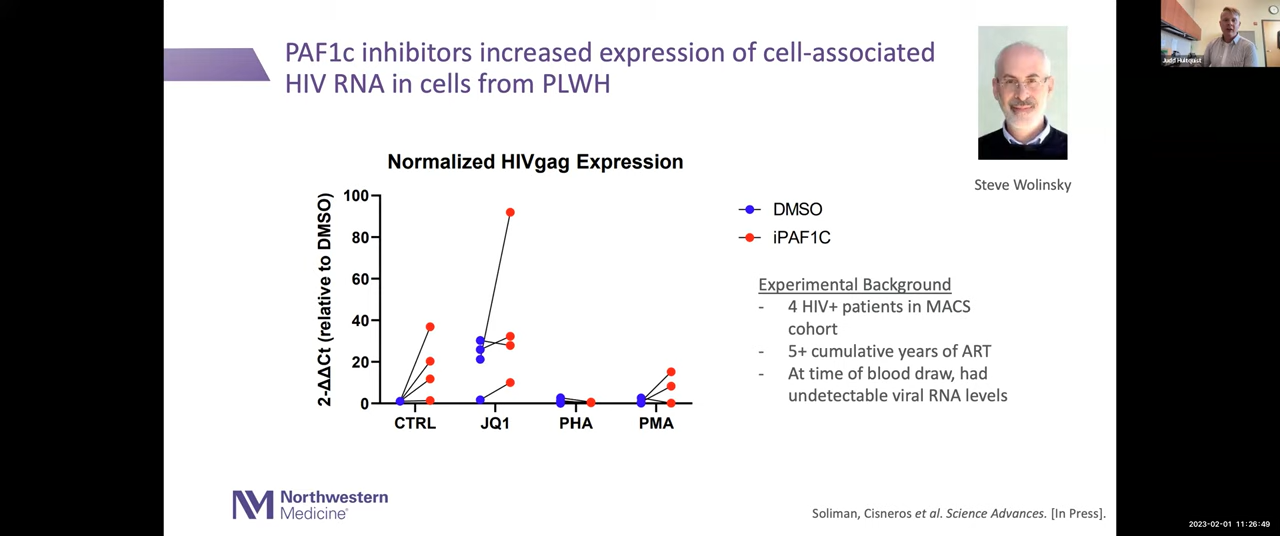 PAF1c inhibitors increased expression of cell-associated
HIV RNA in cells from PLWH
Judd Hultquist
Steve Wolinsky
Normalized HIVgag Expression
2-ΔΔCt (relative to DMSO)
100
80
60
40
20
0
CTRL
JQ1
PHA
PMA
DMSO
iPAF1C
Experimental Background
- 4 HIV+ patients in MACS
cohort
- 5+ cumulative years of ART
- At time of blood draw, had
undetectable viral RNA levels
NM Northwestern
Medicine®
Soliman, Cisneros et al. Science Advances. [In Press].
2023-02-01 11:26:49